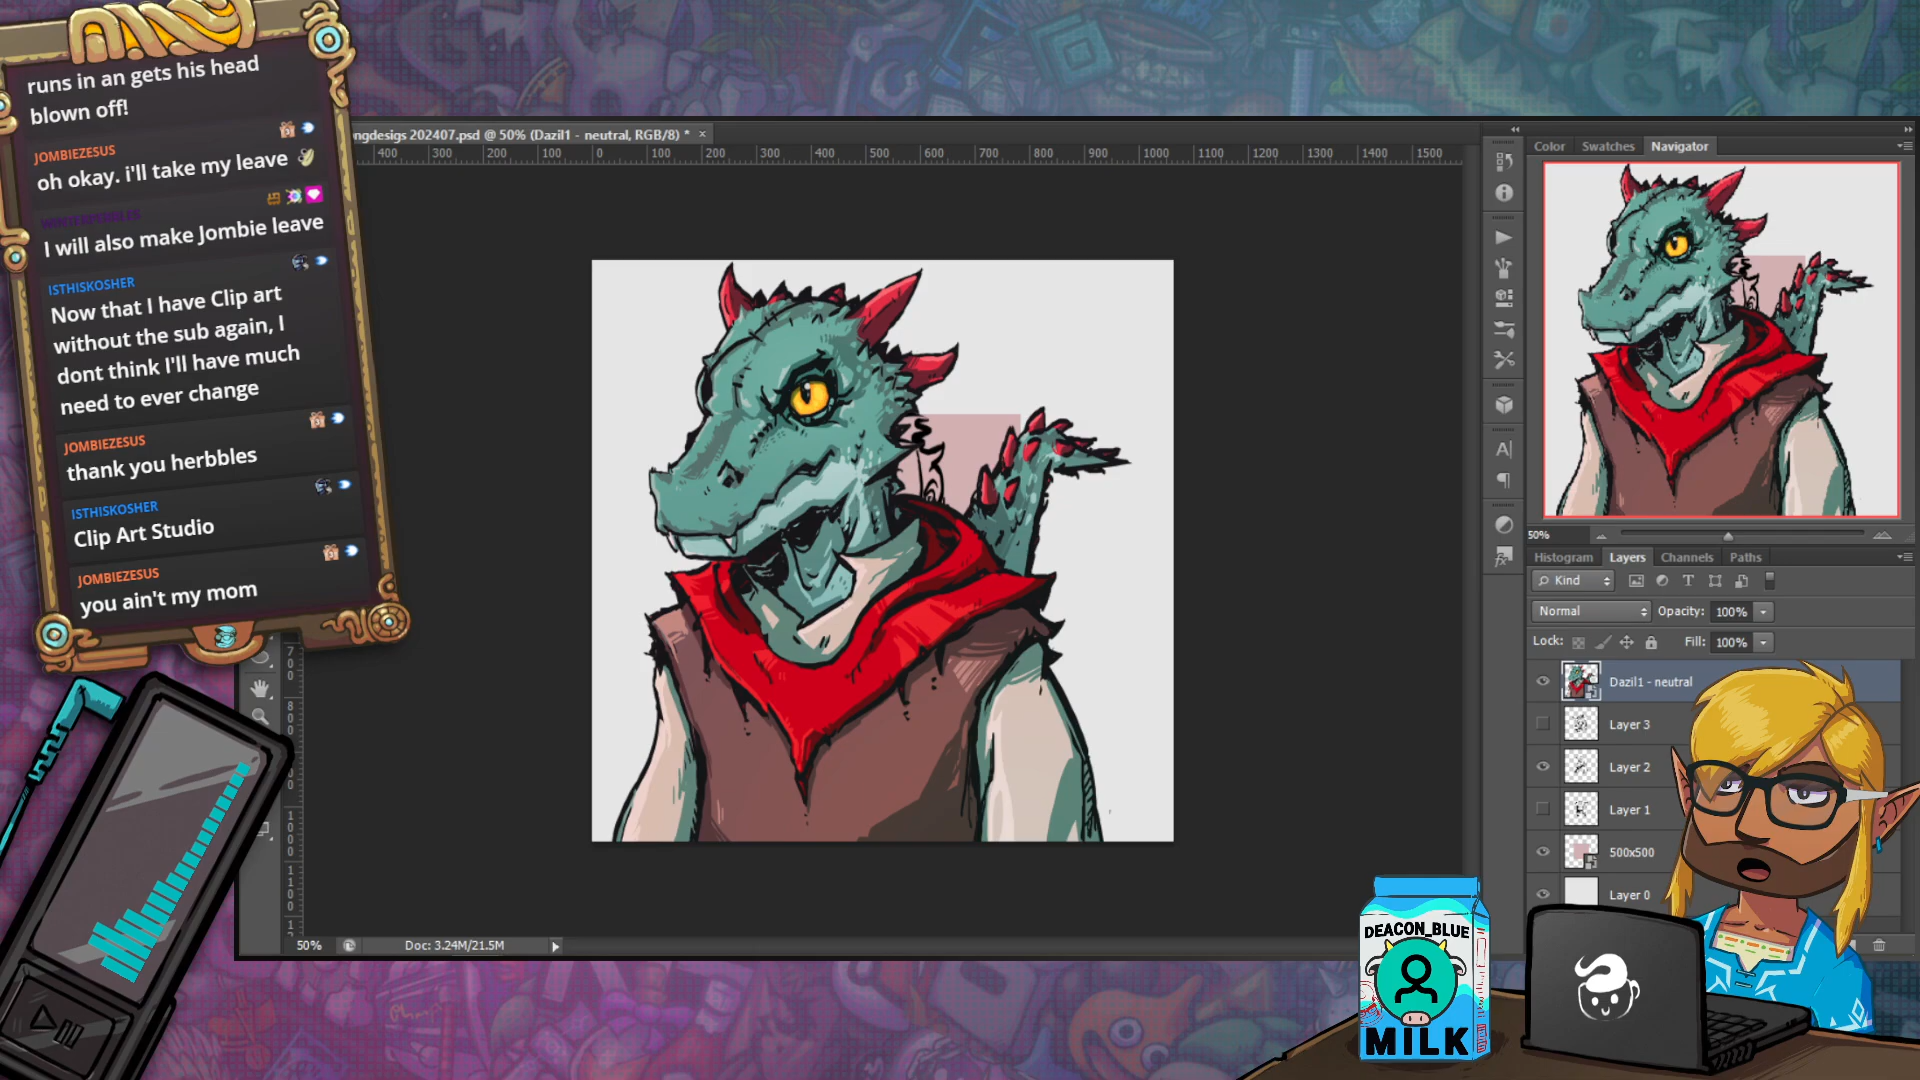 runs in an gets his head
blown off!
JOMBIEZESUS
oh okay. i'll take my leave
I will also make Jombie leave
ISTHISKOSHER
Now that I have Clip art
without the sub again, I
dont think I'll have much
need to ever change
JOMBIEZESUS
thank you herbbles
ISTHISKOSHER
Clip Art Studio
JOMBIEZESUS
you ain't my mom
ngdesigs 202407.psd @ 50% (Dazil1 - neutral, RGB/8) *
400 300 200 100 0 100 200 300 400 500 600 700 800 900 1000 1100 1200 1300 1400 1500
700
800
1000
1100
50%
Doc: 3.24M/21.5M
Color Swatches Navigator
50%
Histogram Layers Channels Paths
Kind
Normal Opacity: 100%
Lock: Fill: 100%
Dazil1 - neutral
Layer 3
Layer 2
Layer 1
500x500
Layer 0
DEACON_BLUE
MILK